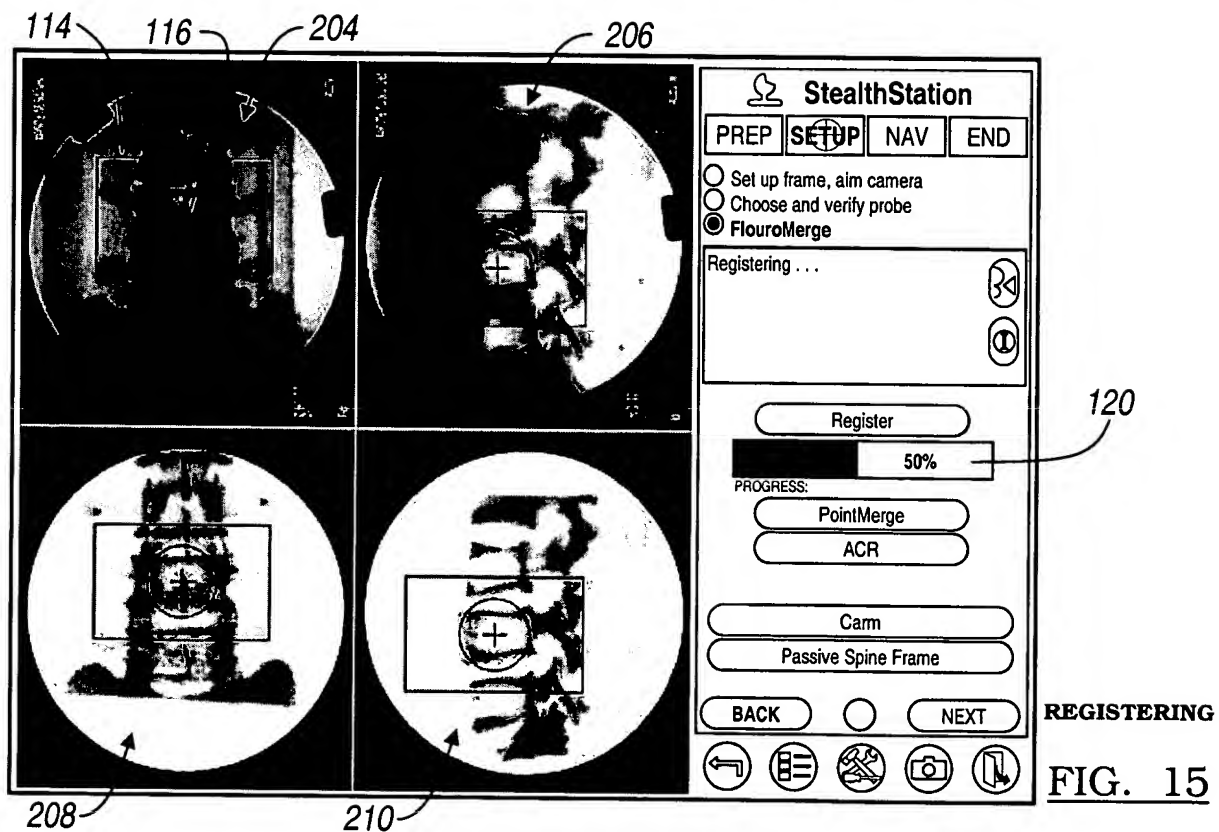 114 116 204 206
StealthStation
PREP SETUP NAV END
Set up frame, aim camera
Choose and verify probe
FlouroMerge
Registering . . .
Register
120
50%
PROGRESS:
PointMerge
ACR
Carm
Passive Spine Frame
BACK NEXT
REGISTERING
FIG. 15
208 210